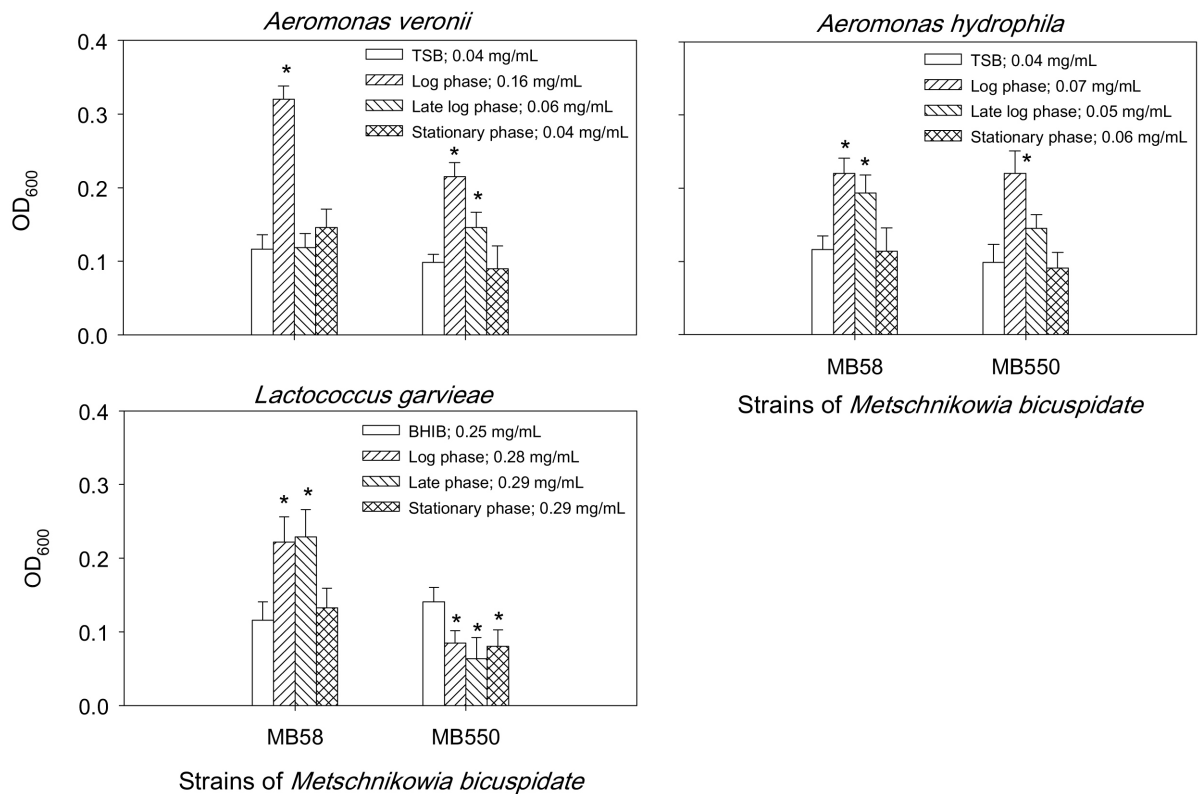 Aeromonas veronii
0.4
0.3
0.2
0.1
0.0
OD600
TSB; 0.04 mg/mL
Log phase; 0.16 mg/mL
Late log phase; 0.06 mg/mL
Stationary phase; 0.04 mg/mL
*
*
*
Aeromonas hydrophila
TSB; 0.04 mg/mL
Log phase; 0.07 mg/mL
Late log phase; 0.05 mg/mL
Stationary phase; 0.06 mg/mL
*
*
*
MB58 MB550
Strains of Metschnikowia bicuspidate
Lactococcus garvieae
0.4
0.3
0.2
0.1
0.0
OD600
BHIB; 0.25 mg/mL
Log phase; 0.28 mg/mL
Late phase; 0.29 mg/mL
Stationary phase; 0.29 mg/mL
*
*
*
*
*
MB58 MB550
Strains of Metschnikowia bicuspidate